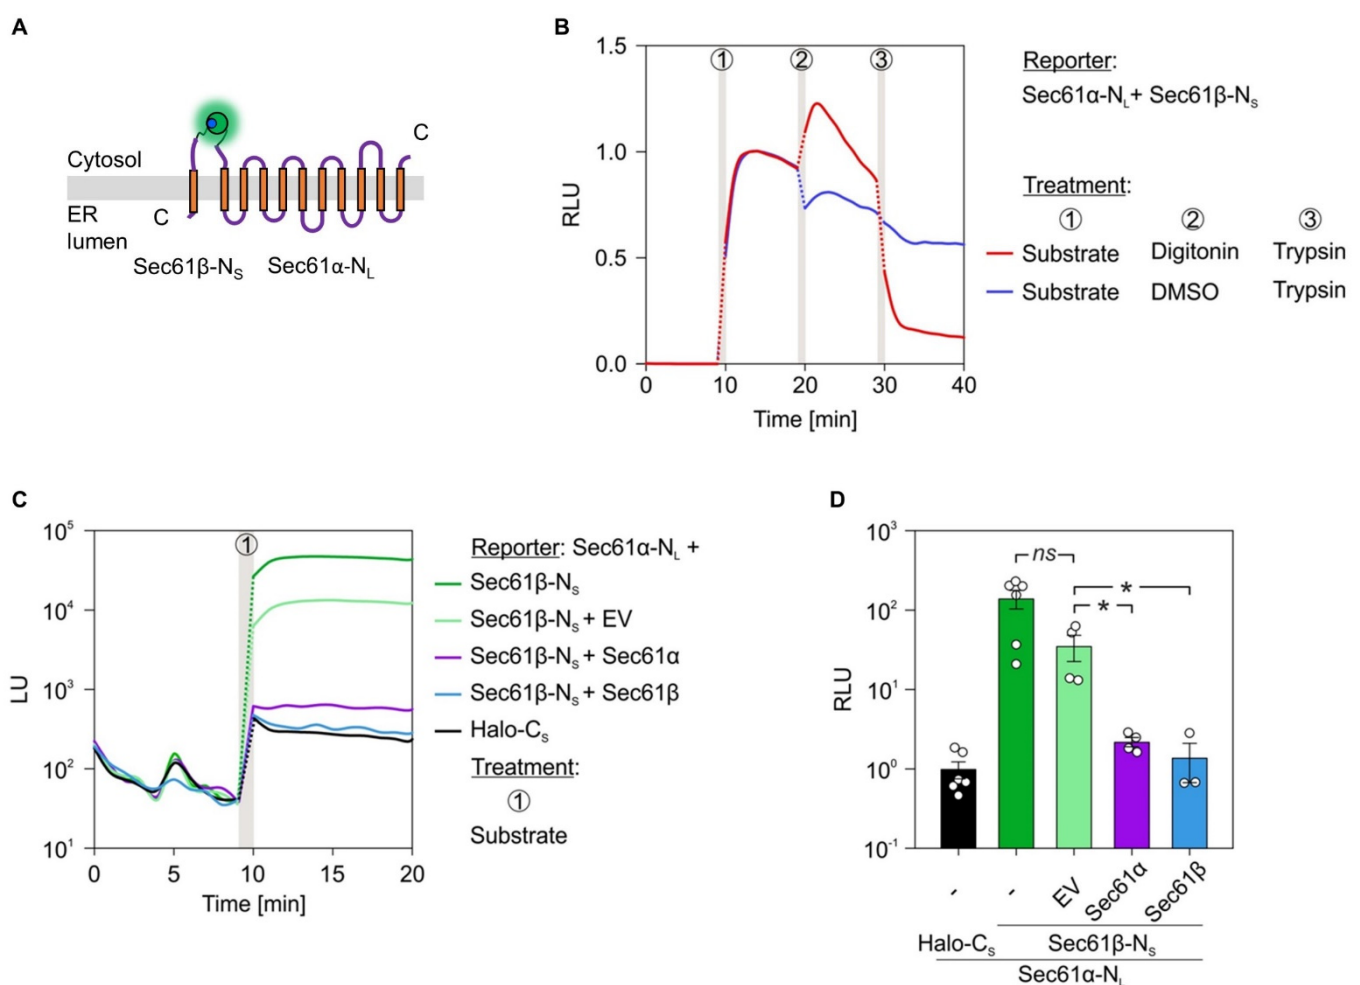 A
Cytosol
ER
lumen
C
C
Sec61β-Nₛ
Sec61α-N_L
B
1.5
1.0
0.5
0.0
RLU
0
10
20
30
40
Time [min]
①
②
③
Reporter:
Sec61α-N_L + Sec61β-Nₛ
Treatment:
① ② ③
Substrate Digitonin Trypsin
Substrate DMSO Trypsin
C
10⁵
10⁴
10³
10²
10¹
LU
0
5
10
15
20
Time [min]
①
Reporter: Sec61α-N_L +
Sec61β-Nₛ
Sec61β-Nₛ + EV
Sec61β-Nₛ + Sec61α
Sec61β-Nₛ + Sec61β
Halo-Cₛ
Treatment:
①
Substrate
D
10³
10²
10¹
10⁰
10⁻¹
RLU
ns
*
*
-
-
EV
Sec61α
Sec61β
Halo-Cₛ
Sec61β-Nₛ
Sec61α-N_L